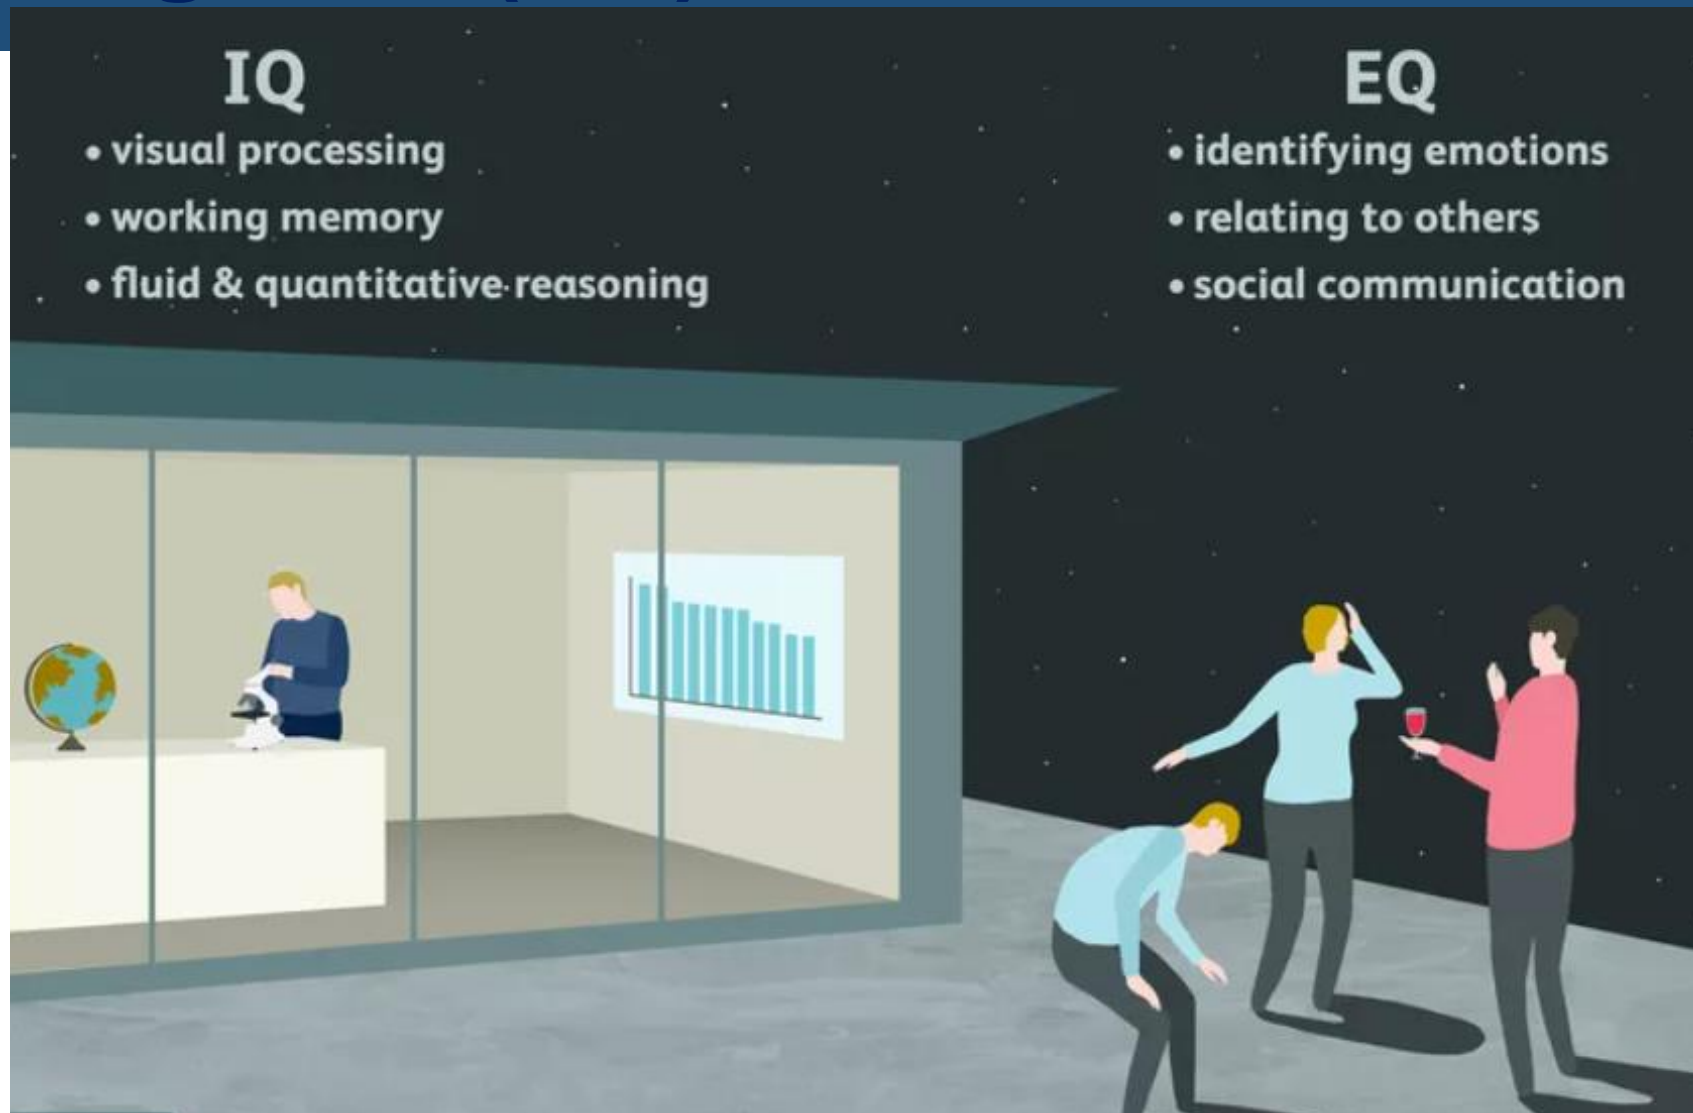 IQ
• visual processing
• working memory
• fluid & quantitative reasoning
EQ
• identifying emotions
• relating to others
• social communication